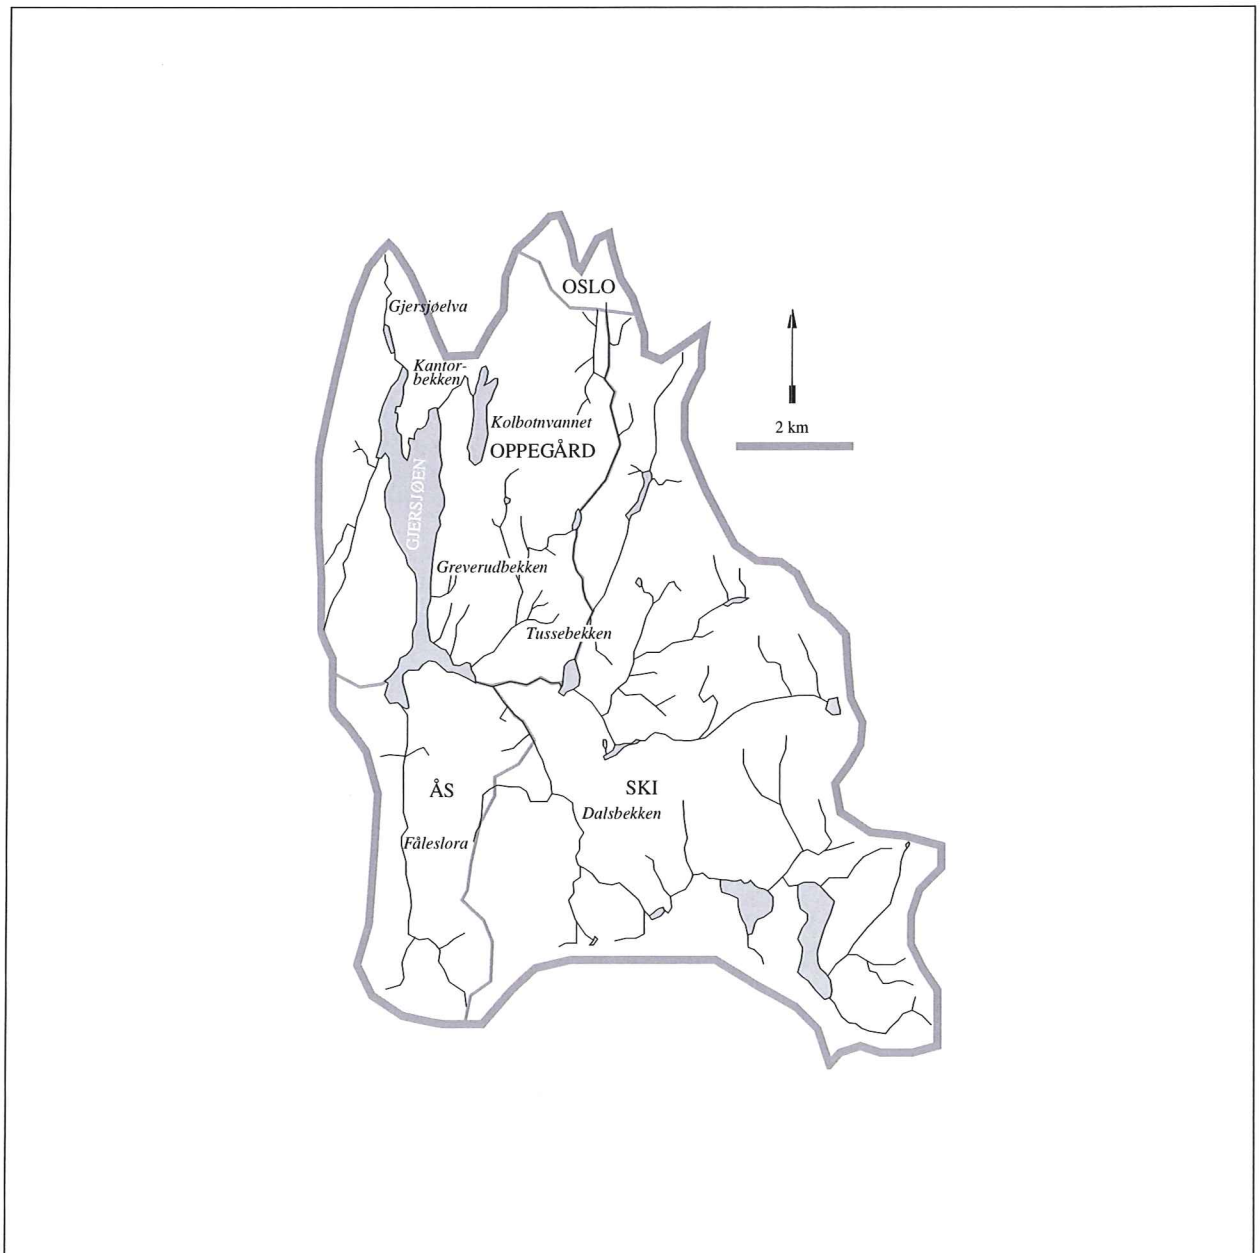 OSLO
Gjersjøelva
Kantor-
bekken
Kolbotnvannet
2 km
OPPEGÅRD
GJERSJØEN
Greverudbekken
Tussebekken
ÅS
SKI
Dalsbekken
Fåleslora